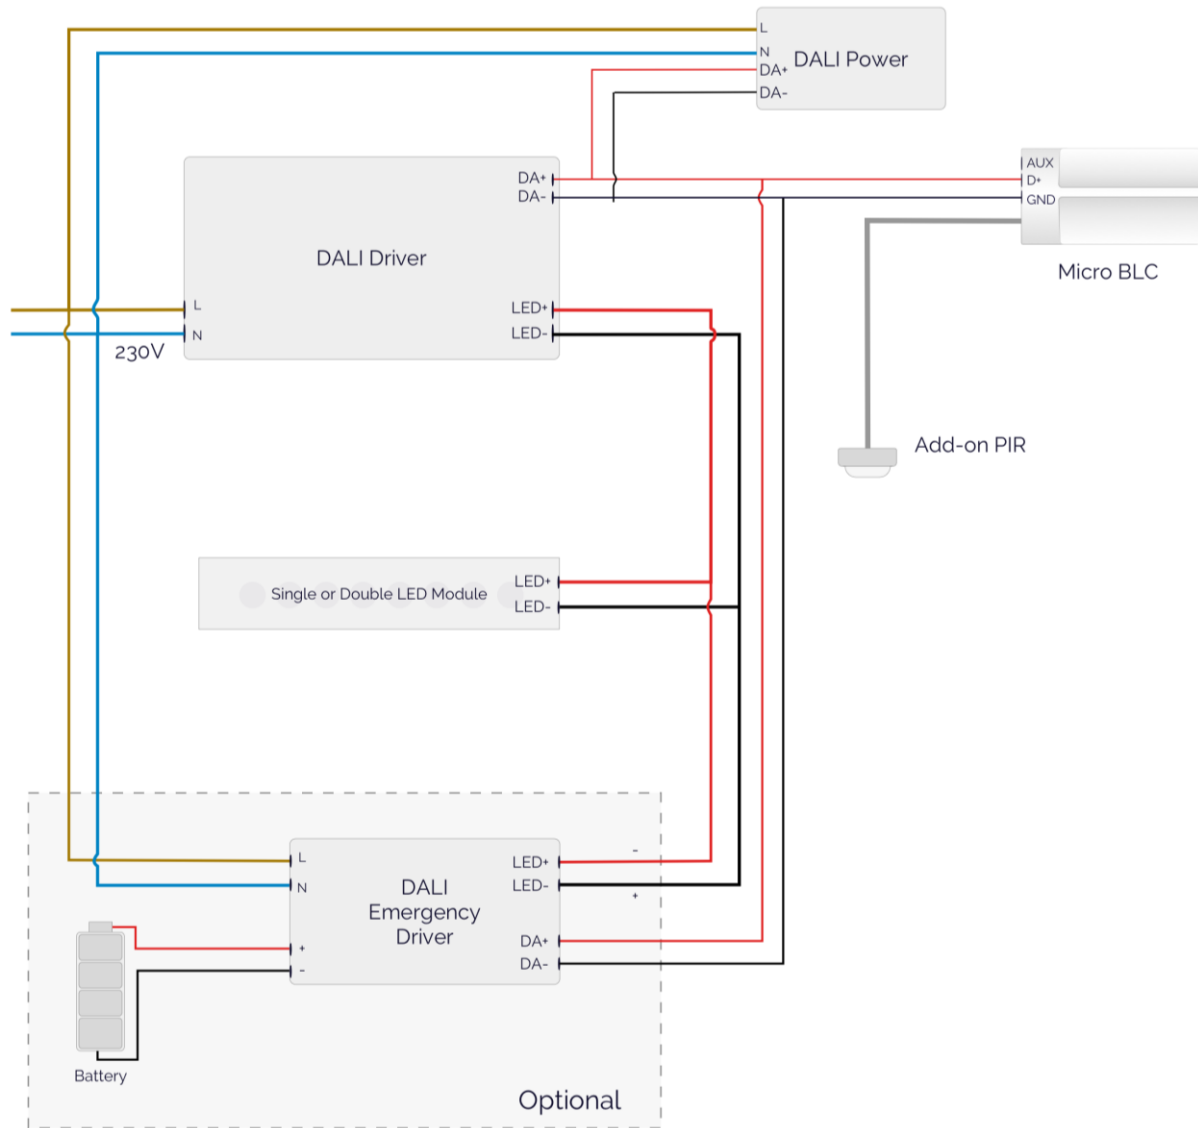 L
N
DALI Power
DA+
DA-
DA+
DA-
AUX
D+
GND
Micro BLC
DALI Driver
L
N
230V
LED+
LED-
Add-on PIR
Single or Double LED Module
LED+
LED-
L
N
DALI
Emergency
Driver
LED+
LED-
-
+
+
-
DA+
DA-
Battery
Optional